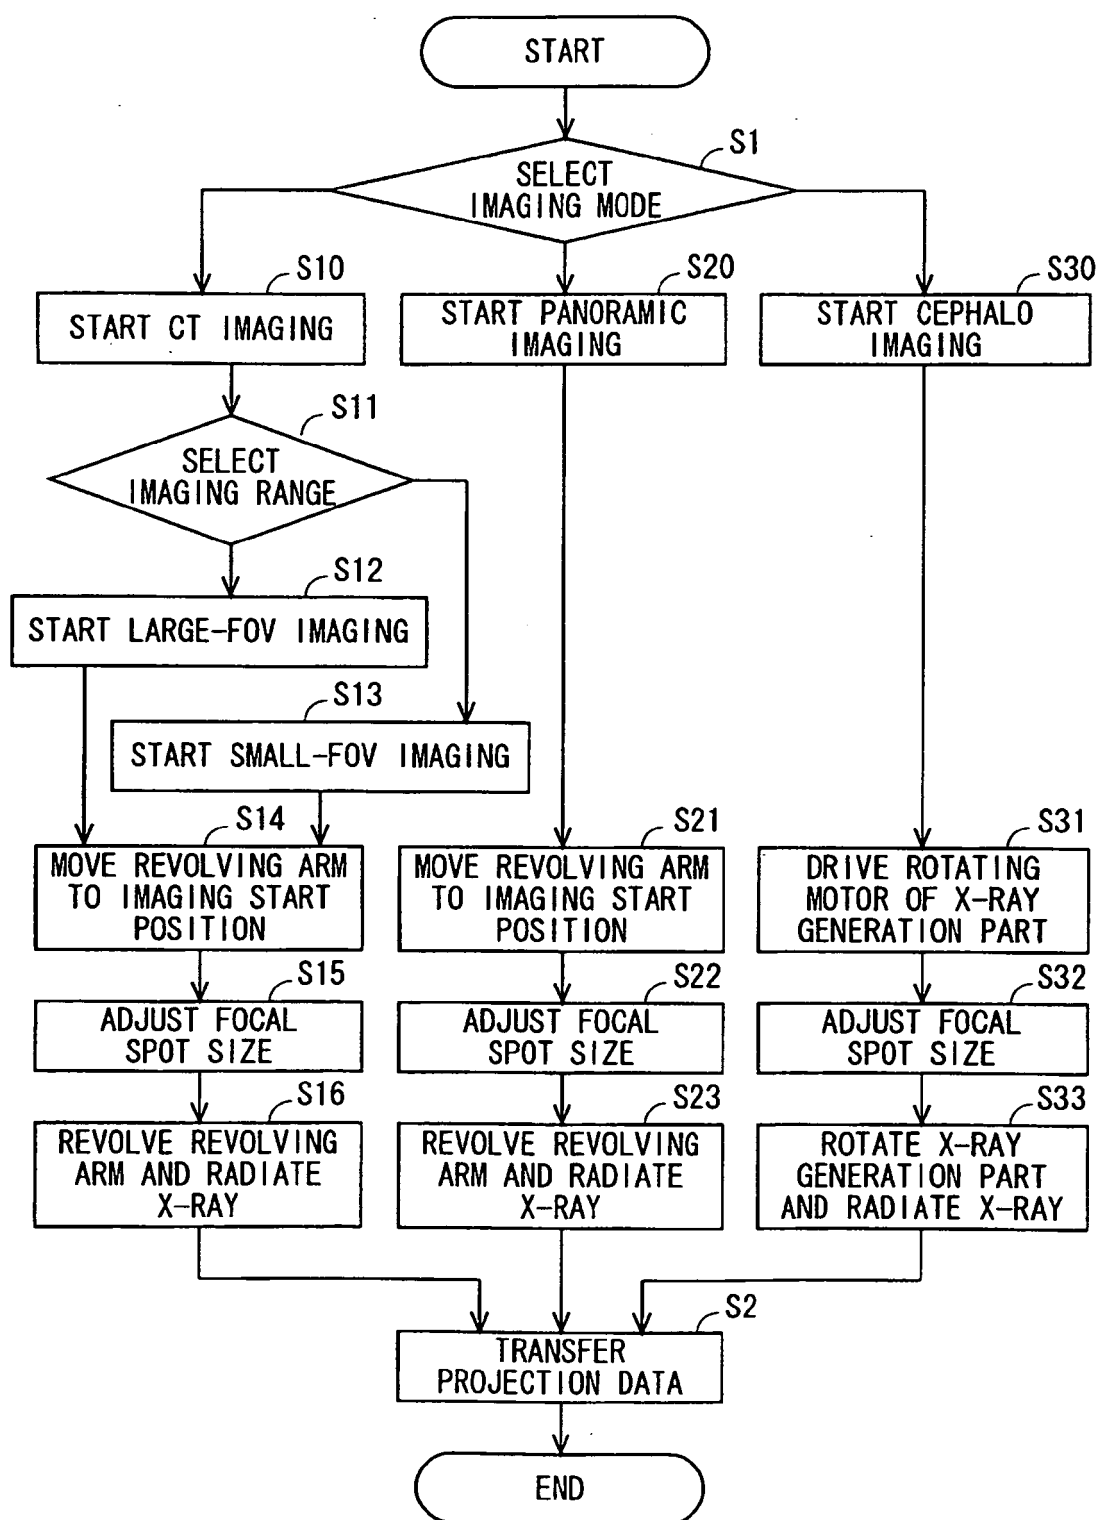 START
S1
SELECT
IMAGING MODE
S10
S20
S30
START CT IMAGING
START PANORAMIC
IMAGING
START CEPHALO
IMAGING
S11
SELECT
IMAGING RANGE
S12
START LARGE-FOV IMAGING
S13
START SMALL-FOV IMAGING
S14
MOVE REVOLVING ARM
TO IMAGING START
POSITION
S21
MOVE REVOLVING ARM
TO IMAGING START
POSITION
S31
DRIVE ROTATING
MOTOR OF X-RAY
GENERATION PART
S15
ADJUST FOCAL
SPOT SIZE
S22
ADJUST FOCAL
SPOT SIZE
S32
ADJUST FOCAL
SPOT SIZE
S16
REVOLVE REVOLVING
ARM AND RADIATE
X-RAY
S23
REVOLVE REVOLVING
ARM AND RADIATE
X-RAY
S33
ROTATE X-RAY
GENERATION PART
AND RADIATE X-RAY
S2
TRANSFER
PROJECTION DATA
END